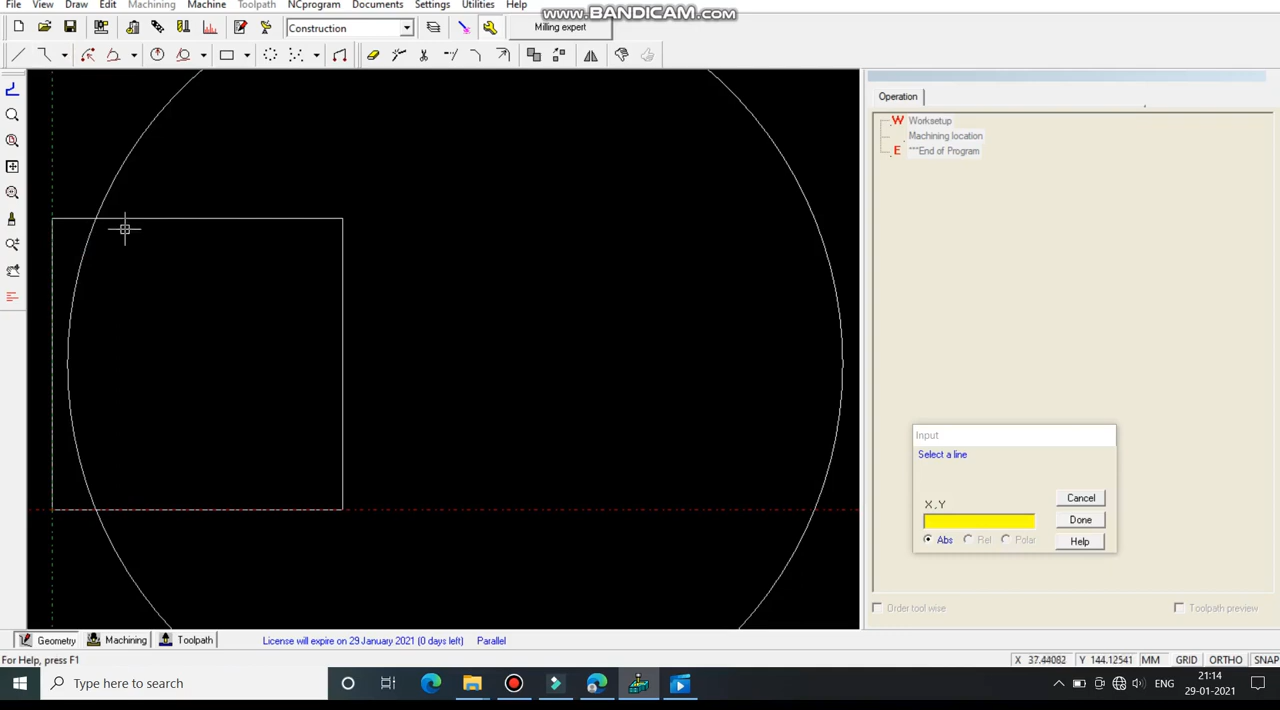 File View Draw Edit Machining Machine Toolpath NCprogram Documents Settings Utilities Help
www.BANDICAM.com
Construction
Milling expert
Operation
W Worksetup
Machining location
E ***End of Program
Input
Select a line
X,Y
Cancel
Done
Abs Rel Polar
Help
Order tool wise
Toolpath preview
Geometry Machining Toolpath License will expire on 29 January 2021 (0 days left) Parallel
For Help, press F1
X 37.44082 Y 144.12541 MM GRID ORTHO SNAP
Type here to search
ENG
21:14
29-01-2021